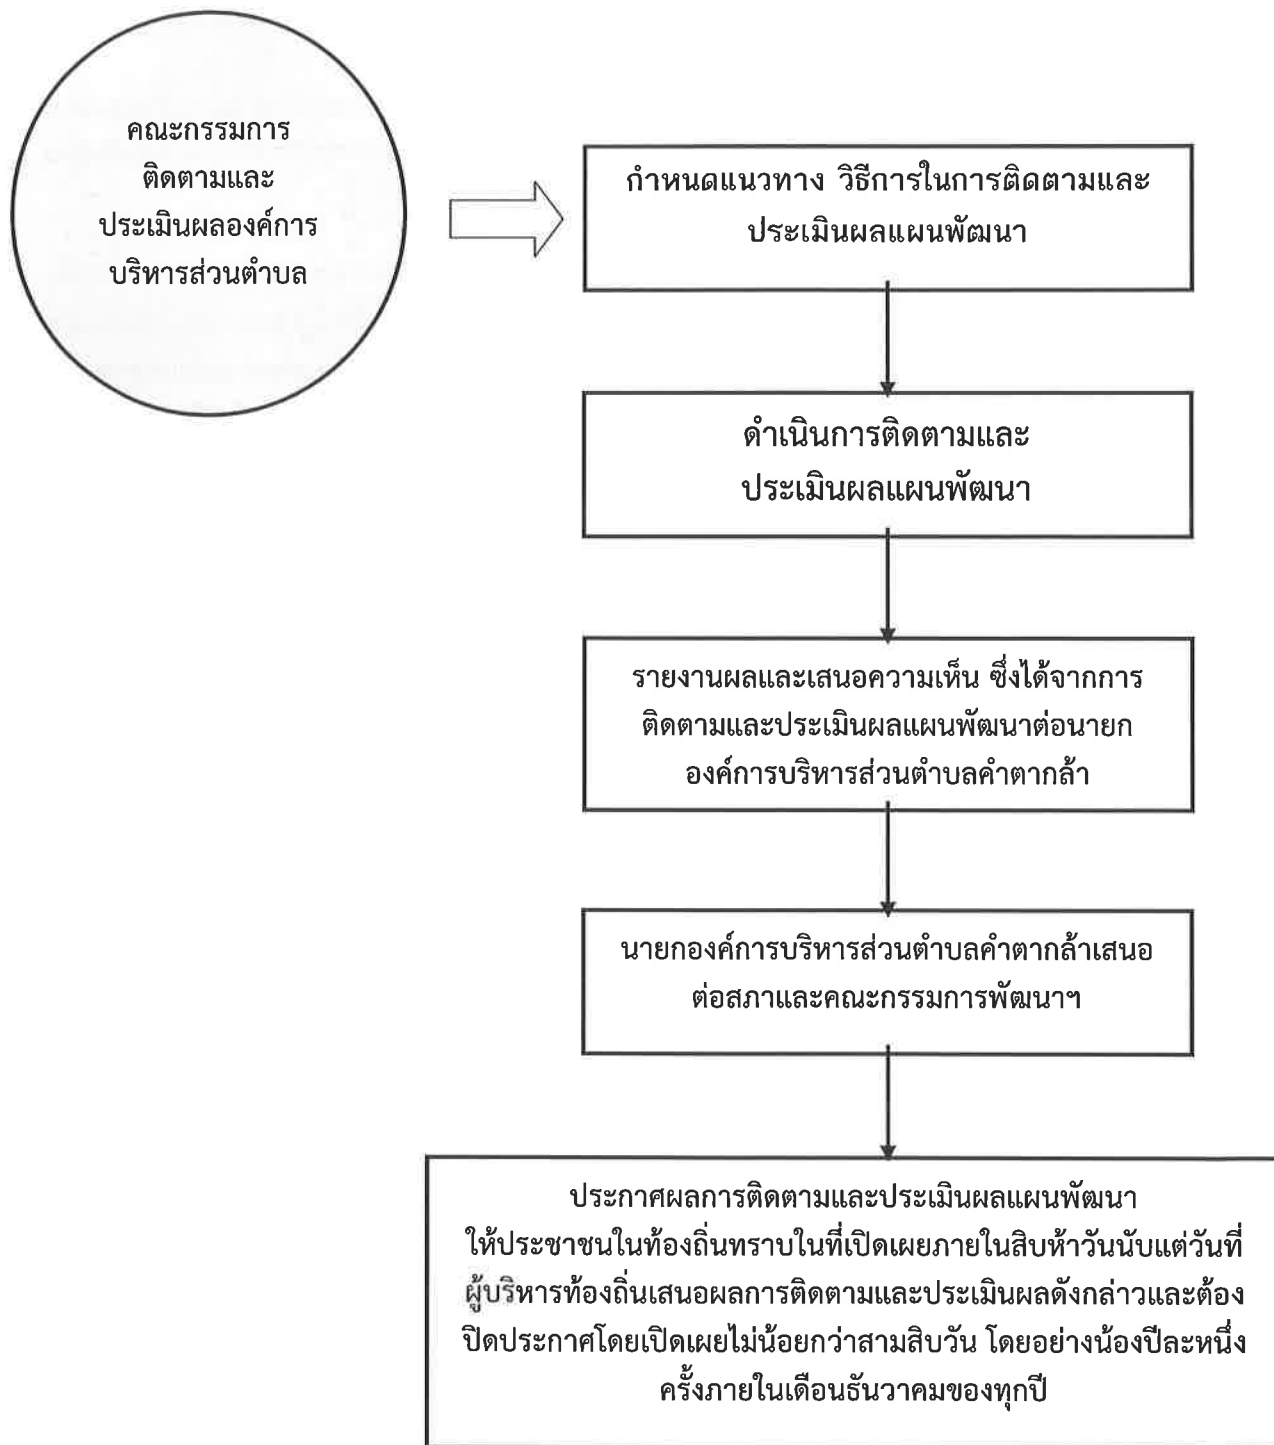 คณะกรรมการ
ติดตามและ
ประเมินผลองค์การ
บริหารส่วนตำบล
กำหนดแนวทาง วิธีการในการติดตามและ
ประเมินผลแผนพัฒนา
ดำเนินการติดตามและ
ประเมินผลแผนพัฒนา
รายงานผลและเสนอความเห็น ซึ่งได้จากการ
ติดตามและประเมินผลแผนพัฒนาต่อนายก
องค์การบริหารส่วนตำบลคำตากล้า
นายกองค์การบริหารส่วนตำบลคำตากล้าเสนอ
ต่อสภาและคณะกรรมการพัฒนาฯ
ประกาศผลการติดตามและประเมินผลแผนพัฒนา
ให้ประชาชนในท้องถิ่นทราบในที่เปิดเผยภายในสิบห้าวันนับแต่วันที่
ผู้บริหารท้องถิ่นเสนอผลการติดตามและประเมินผลดังกล่าวและต้อง
ปิดประกาศโดยเปิดเผยไม่น้อยกว่าสามสิบวัน โดยอย่างน้องปีละหนึ่ง
ครั้งภายในเดือนธันวาคมของทุกปี